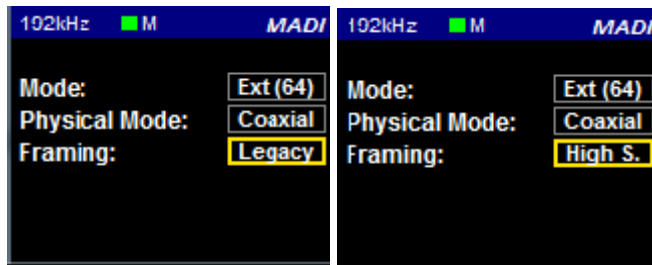 192kHz M MADI
Mode: Ext (64)
Physical Mode: Coaxial
Framing: Legacy
192kHz M MADI
Mode: Ext (64)
Physical Mode: Coaxial
Framing: High S.